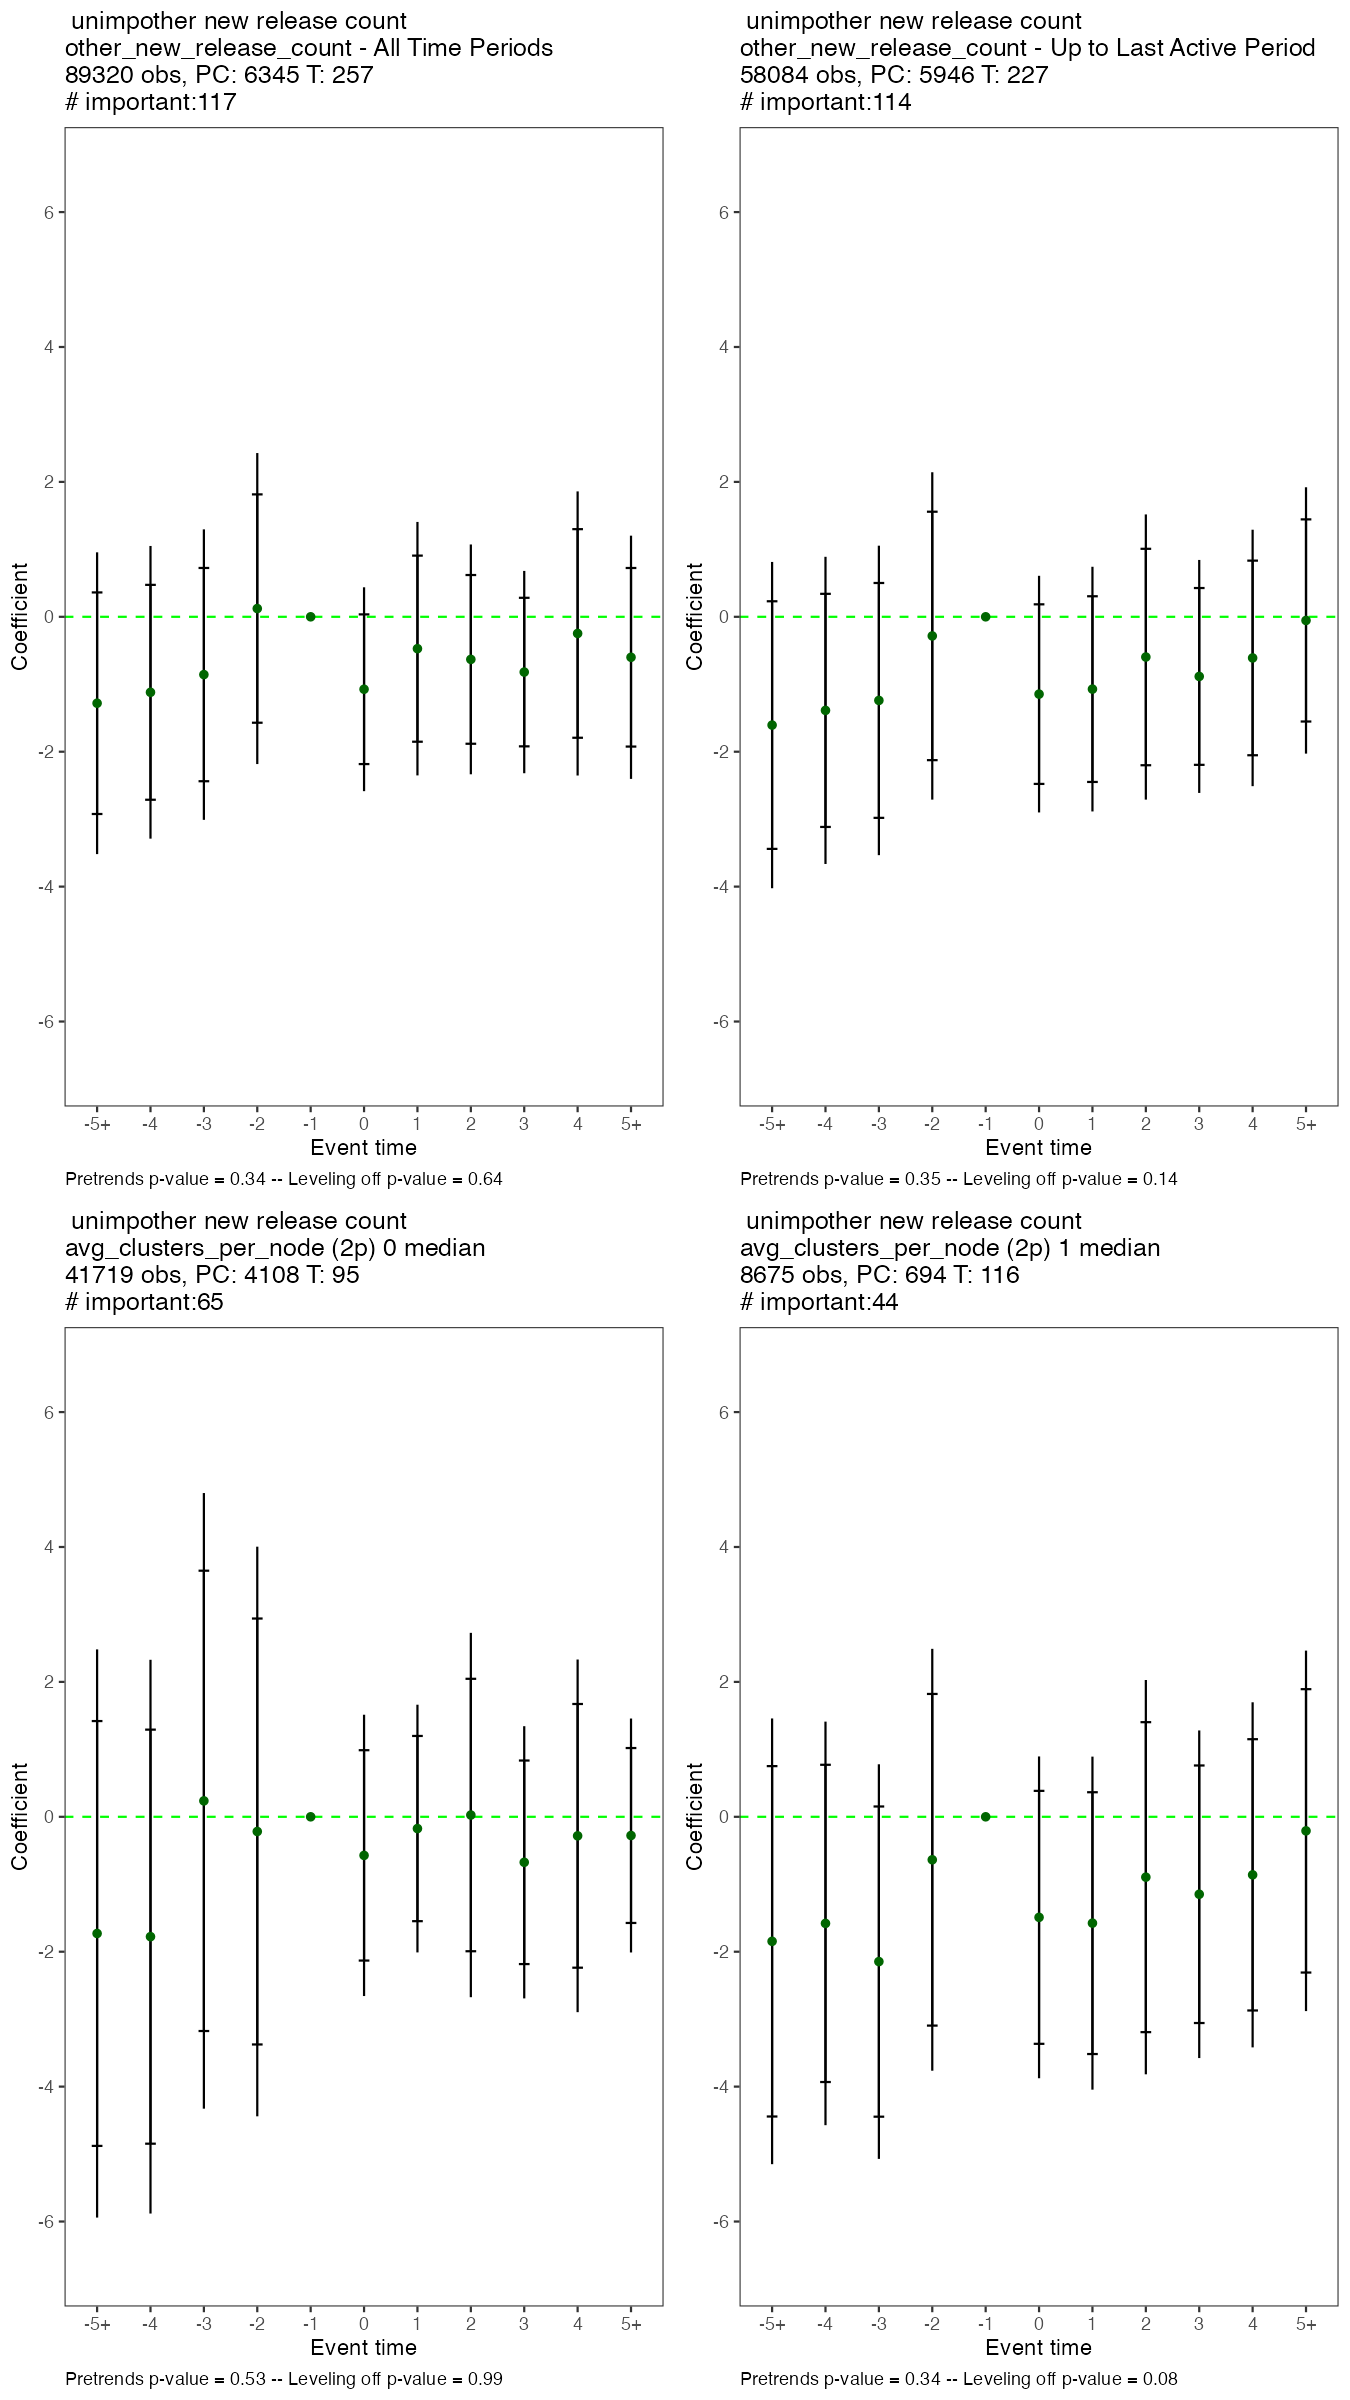 unimpother new release count
other_new_release_count - All Time Periods
89320 obs, PC: 6345 T: 257
# important:117
6
4
2
0
-2
-4
-6
Coefficient
-5+ -4 -3 -2 -1 0 1 2 3 4 5+
Event time
Pretrends p-value = 0.34 -- Leveling off p-value = 0.64
unimpother new release count
other_new_release_count - Up to Last Active Period
58084 obs, PC: 5946 T: 227
# important:114
6
4
2
0
-2
-4
-6
Coefficient
-5+ -4 -3 -2 -1 0 1 2 3 4 5+
Event time
Pretrends p-value = 0.35 -- Leveling off p-value = 0.14
unimpother new release count
avg_clusters_per_node (2p) 0 median
41719 obs, PC: 4108 T: 95
# important:65
6
4
2
0
-2
-4
-6
Coefficient
-5+ -4 -3 -2 -1 0 1 2 3 4 5+
Event time
Pretrends p-value = 0.53 -- Leveling off p-value = 0.99
unimpother new release count
avg_clusters_per_node (2p) 1 median
8675 obs, PC: 694 T: 116
# important:44
6
4
2
0
-2
-4
-6
Coefficient
-5+ -4 -3 -2 -1 0 1 2 3 4 5+
Event time
Pretrends p-value = 0.34 -- Leveling off p-value = 0.08